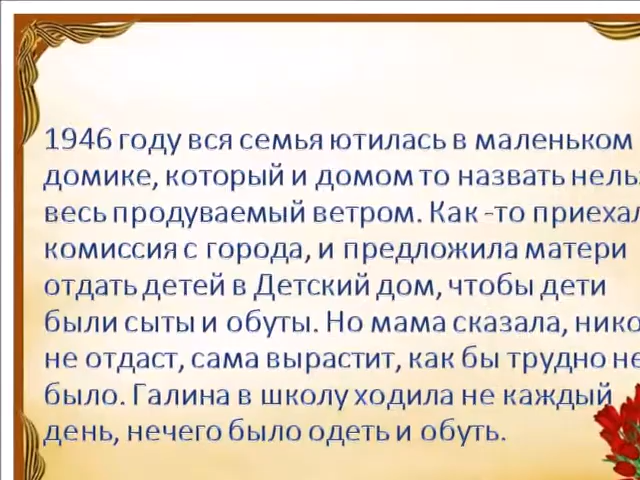 1946 году вся семья ютилась в маленьком
домике, который и домом то назвать
весь продуваемый ветром. Как -то
комиссия с города, и предложила матери
отдать детей в Детский дом, чтобы дети
были сыты и обуты. Но мама сказала,
не отдаст, сама вырастит, как бы трудно не
было. Галина в школу ходила не каждый
день, нечего было одеть и обуть.